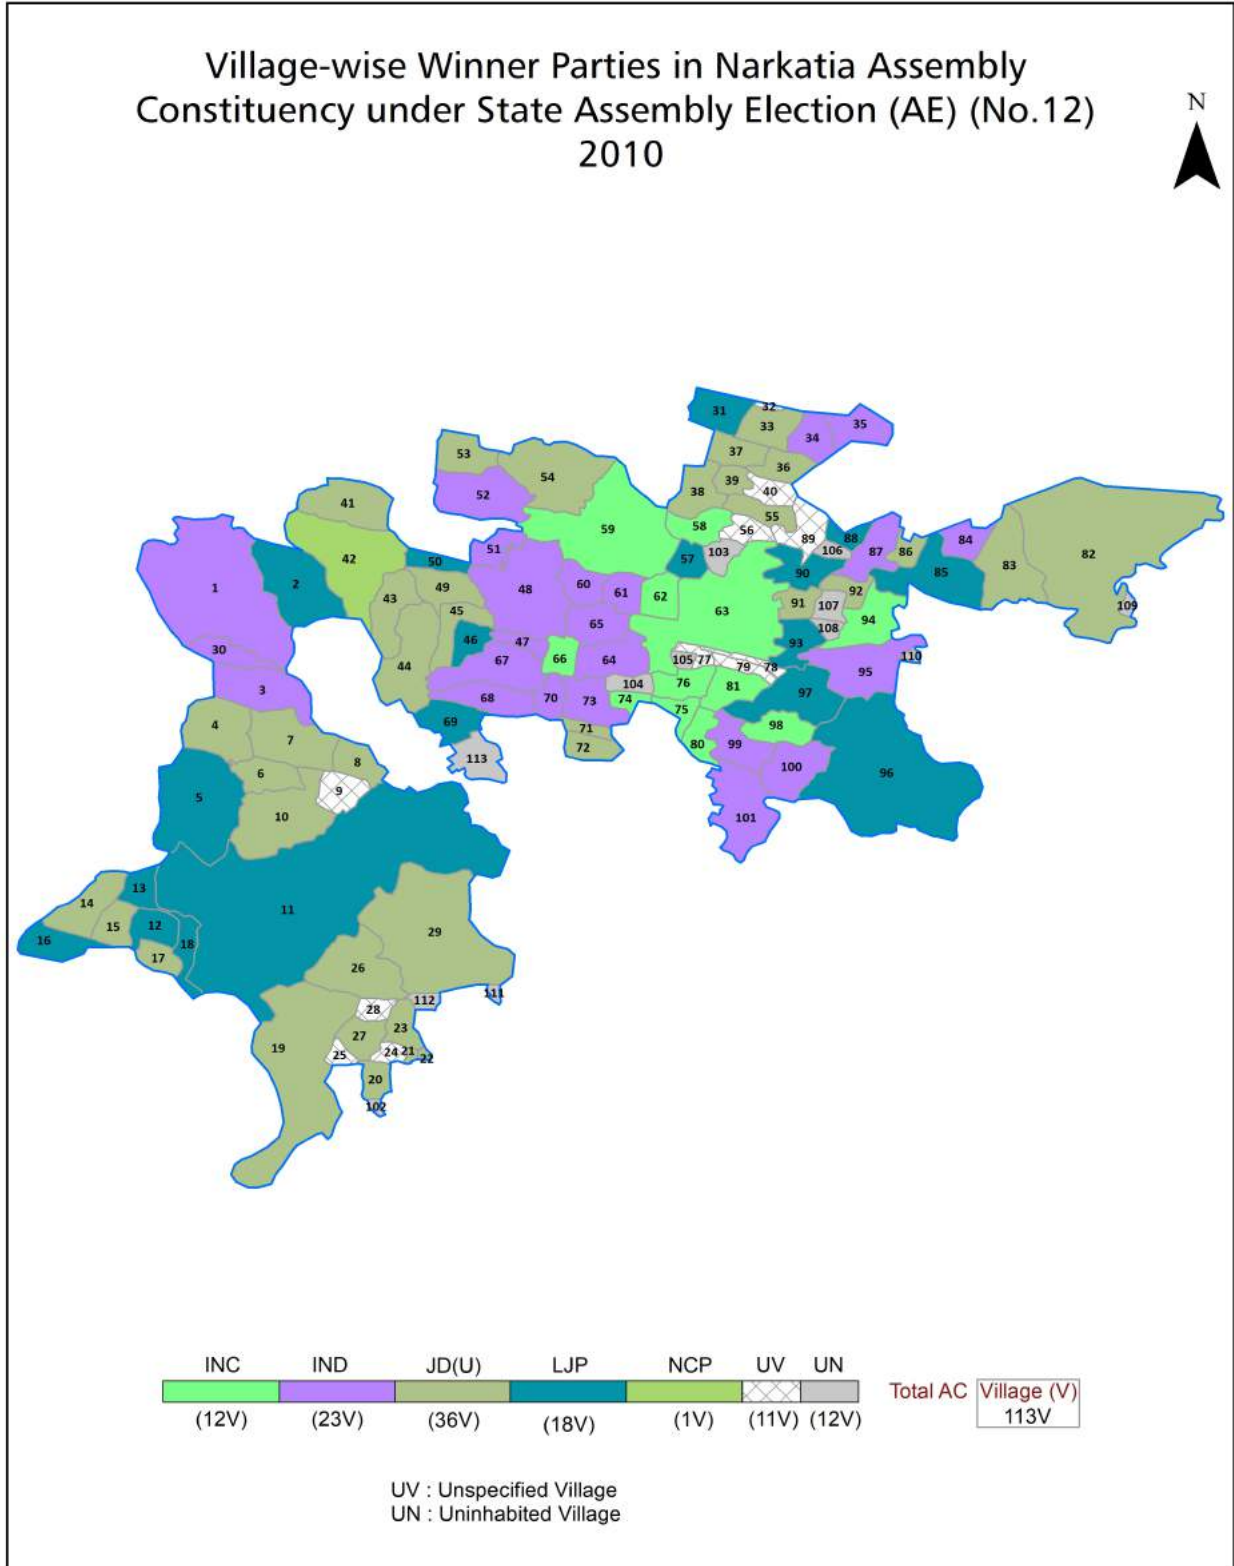 Village-wise Winner Parties in Narkatia Assembly
Constituency under State Assembly Election (AE) (No.12)
2010
N
31 32 33 34 35
53 54 37 36
52 38 39 40
41 55
59 58 56 89 88 84 82
42 50 51 57 103 106 87 86 85 83
1 2 43 49 48 60 61 62 63 90 92 109
45 65 91 107 94
30 46 47 66 64 93 108
3 44 67 105 77 79 78 95 110
68 70 73 104 76 81 97
4 7 69 71 74 75 98
6 8 113 72 80 99
5 9 100 96
10 101
13 11
14 12 29
16 15 18
17 26
28 112 111
19 27 23
25 24 21 22
20
102
INC IND JD(U) LJP NCP UV UN
Total AC Village (V)
(12V) (23V) (36V) (18V) (1V) (11V) (12V) 113V
UV : Unspecified Village
UN : Uninhabited Village